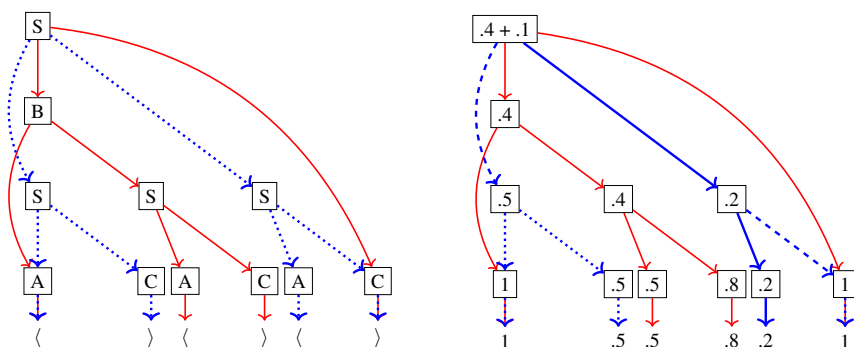 S .4 + .1
B .4
S S S .5 .4 .2
A C A C A C 1 .5 .5 .8 .2 1
⟨ ⟩ ⟨ ⟩ ⟨ ⟩ 1 .5 .5 .8 .2 1